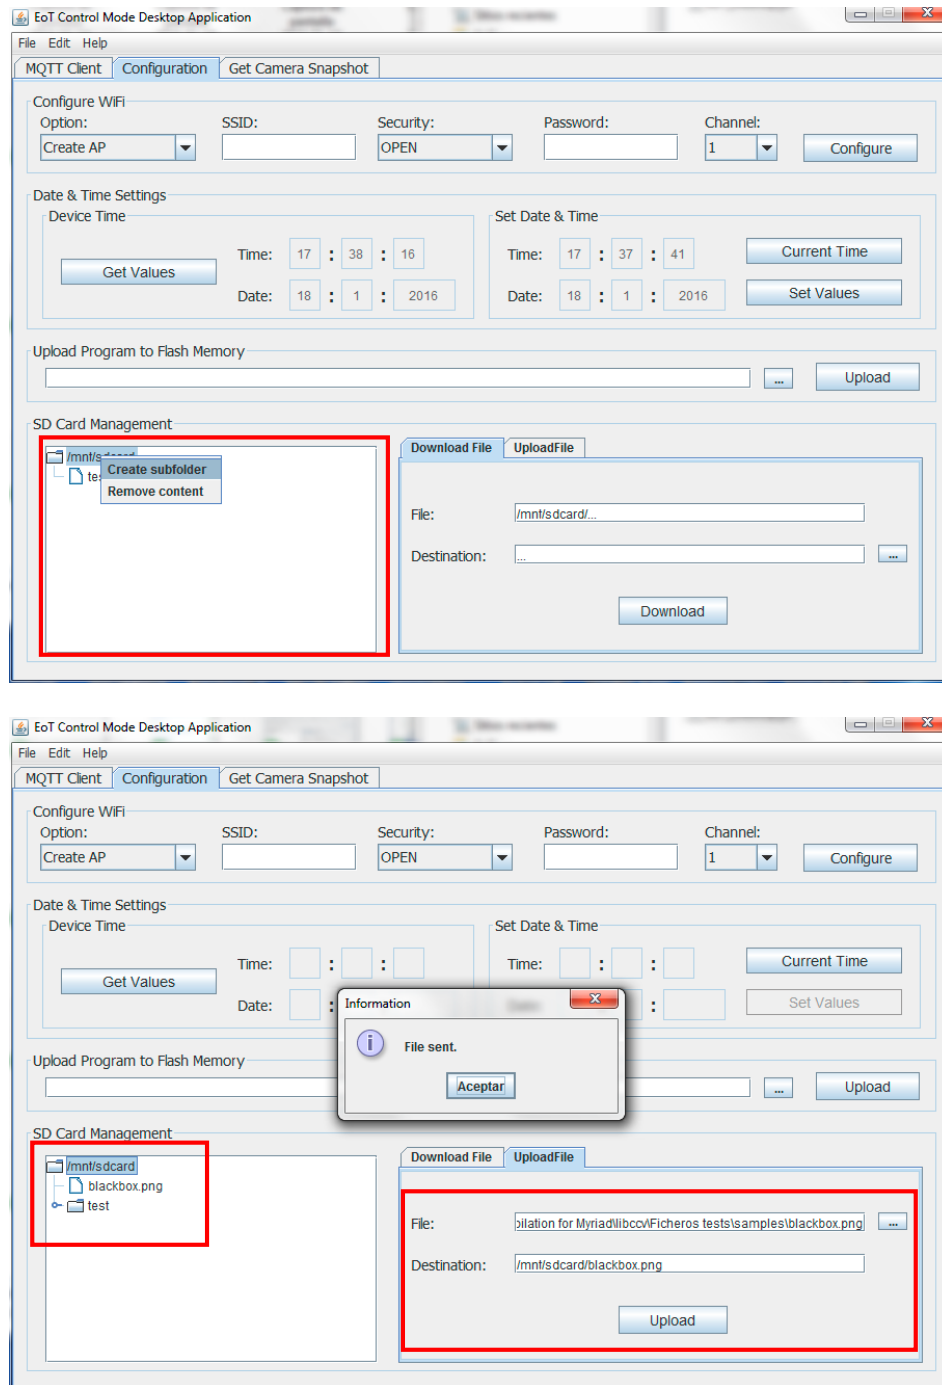 EoT Control Mode Desktop Application
File Edit Help
MQTT Client Configuration Get Camera Snapshot
Configure WiFi
Option: SSID: Security: Password: Channel:
Create AP OPEN 1 Configure
Date & Time Settings
Device Time Set Date & Time
Time: 17 : 38 : 16 Time: 17 : 37 : 41 Current Time
Get Values
Date: 18 : 1 : 2016 Date: 18 : 1 : 2016 Set Values
Upload Program to Flash Memory
... Upload
SD Card Management
Download File UploadFile
Create subfolder
Remove content
File: /mnt/sdcard/...
Destination: ... ...
Download
EoT Control Mode Desktop Application
File Edit Help
MQTT Client Configuration Get Camera Snapshot
Configure WiFi
Option: SSID: Security: Password: Channel:
Create AP OPEN 1 Configure
Date & Time Settings
Device Time Set Date & Time
Time: : : Time: : : Current Time
Get Values
Date: : : Set Values
Information
File sent.
Aceptar
Upload Program to Flash Memory
... Upload
SD Card Management
Download File UploadFile
/mnt/sdcard
blackbox.png
test
File: pilation for Myriad\libccv\Ficheros tests\samples\blackbox.png ...
Destination: /mnt/sdcard/blackbox.png
Upload